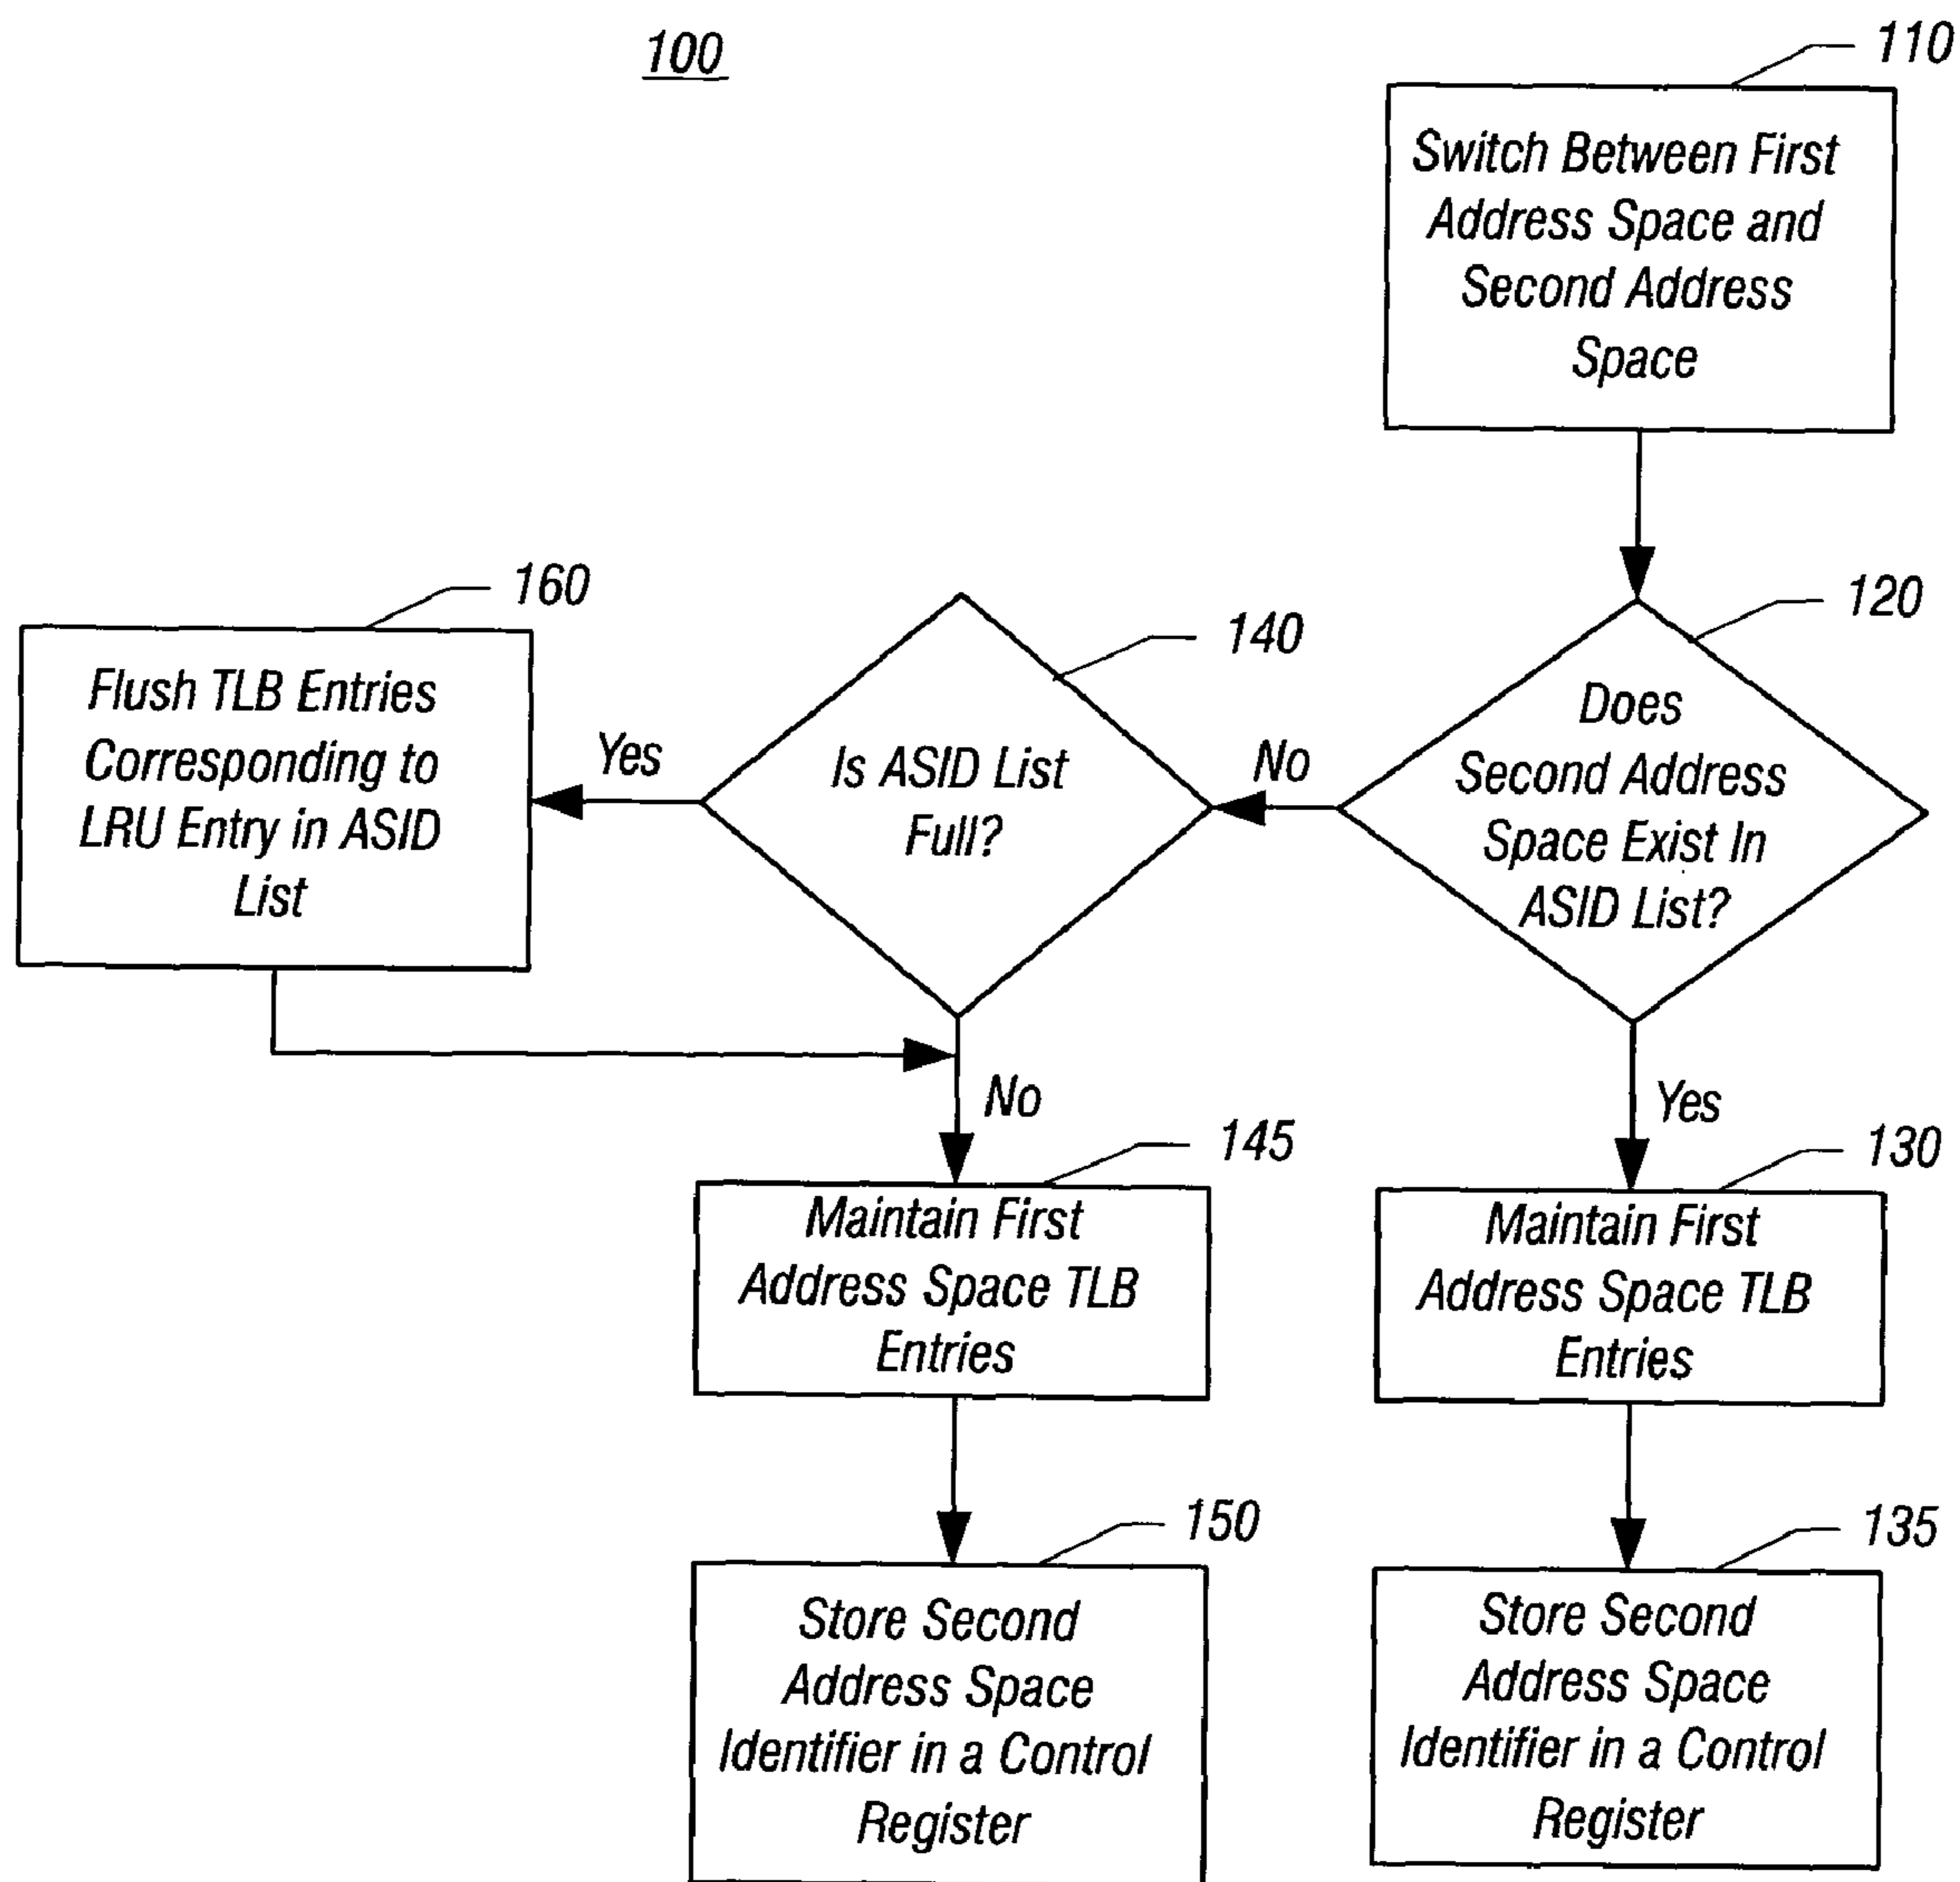 100
110
Switch Between First
Address Space and
Second Address
Space
120
Does
Second Address
Space Exist In
ASID List?
No
Yes
140
Is ASID List
Full?
Yes
No
160
Flush TLB Entries
Corresponding to
LRU Entry in ASID
List
145
Maintain First
Address Space TLB
Entries
130
Maintain First
Address Space TLB
Entries
150
Store Second
Address Space
Identifier in a Control
Register
135
Store Second
Address Space
Identifier in a Control
Register